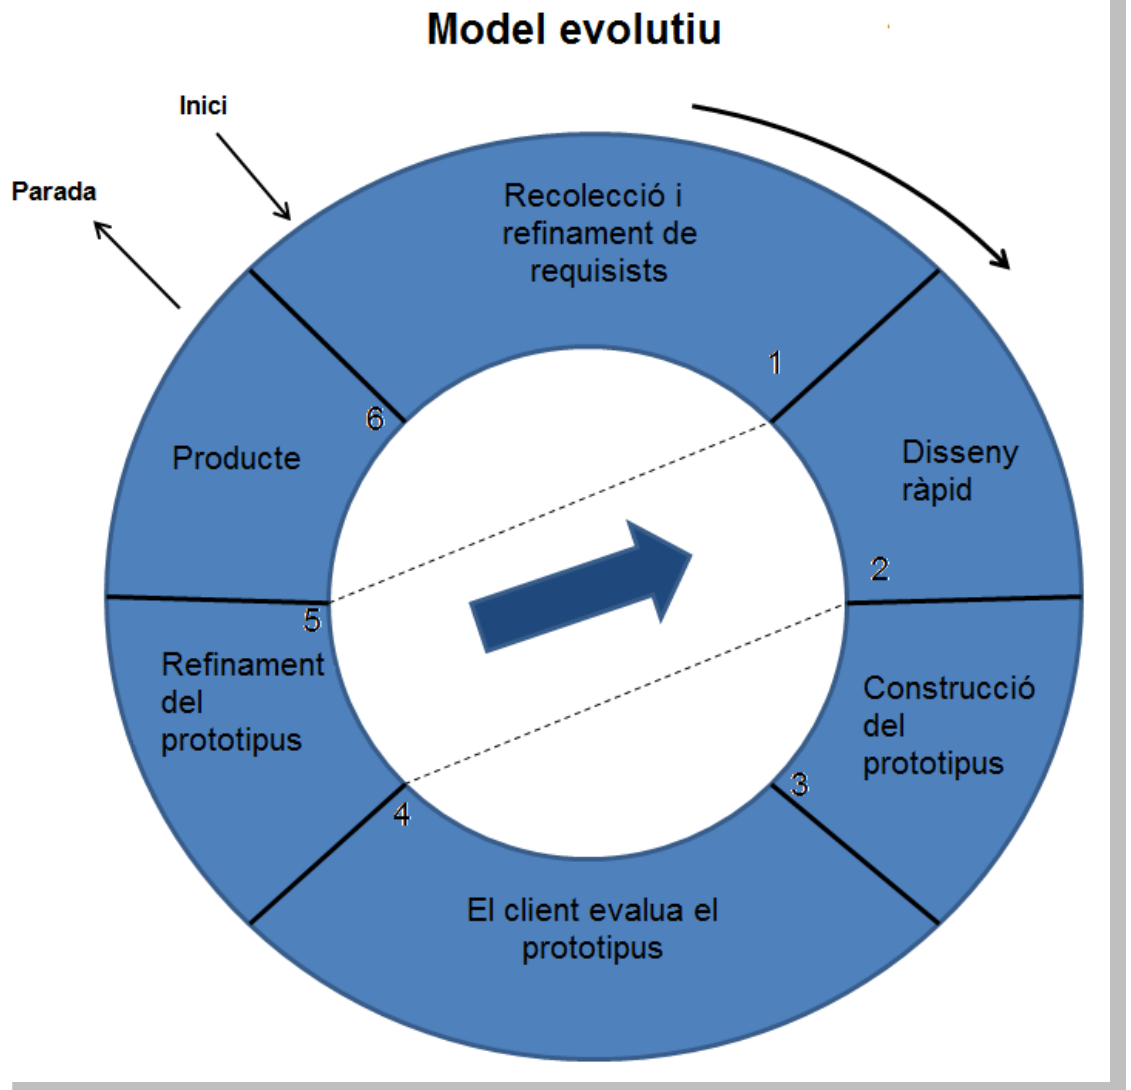 Model evolutiu
Inici
Parada
Recolecció i
refinament de
requisists
1
Disseny
ràpid
2
Construcció
del
prototipus
3
El client evalua el
prototipus
4
Refinament
del
prototipus
5
Producte
6